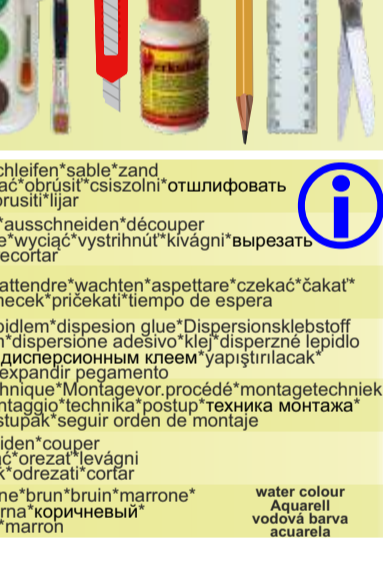 erkules
chleifen*sable*zand
ać*obrúsiť*csiszolni*отшлифовать
brusiti*lijar
*ausschneiden*découper
e*wyciąć*vystrihnúť*kivágni*вырезать
ecortar
attendre*wachten*aspettare*czekać*čakať*
necek*pričekati*tiempo de espera
oidlem*dispesion glue*Dispersionsklebstoff
n*dispersione adesivo*klej*disperzné lepidlo
дисперсионным клеем*yapıştırılacak*
expandir pegamento
hnique*Montagevor.procédé*montagetechniek
ntaggio*technika*postup*техника монтажа*
stupak*seguir orden de montaje
iden*couper
ć*orezať*levágni
k*odrezati*cortar
ne*brun*bruin*marrone*
rna*коричневый*
*marron
water colour
Aquarell
vodová barva
acuarela